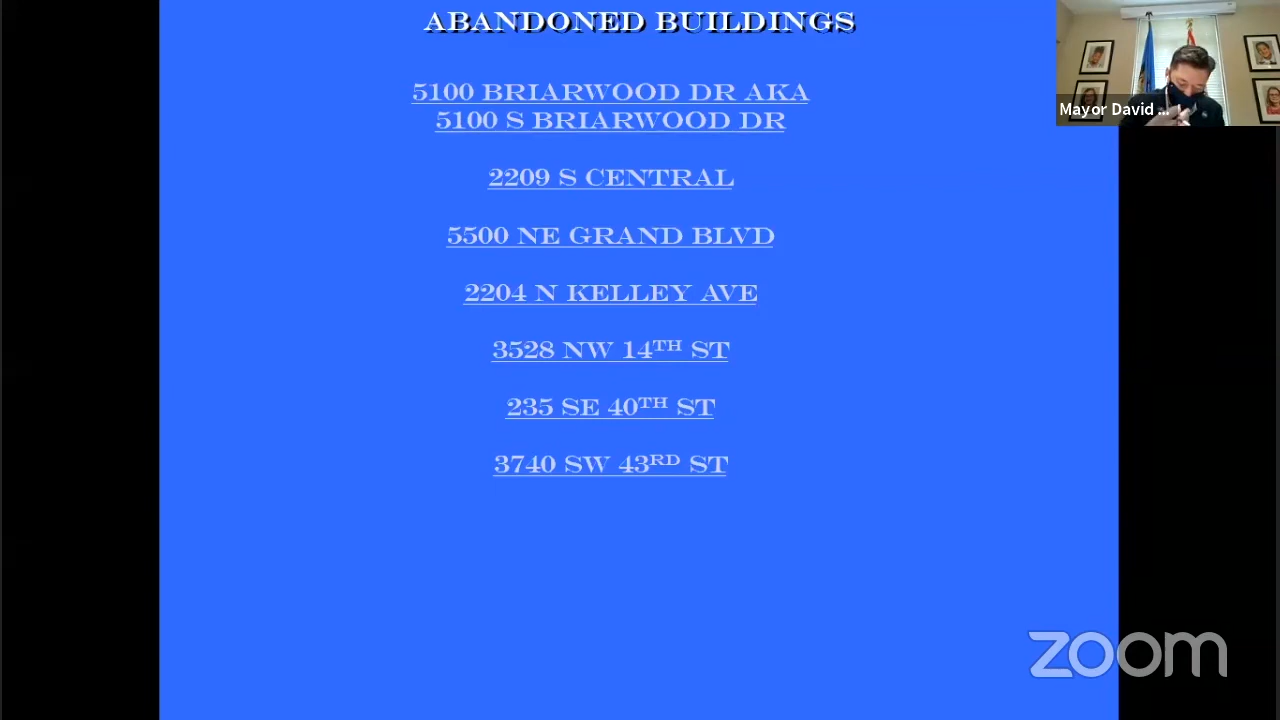 ABANDONED BUILDINGS
5100 BRIARWOOD DR AKA
5100 S BRIARWOOD DR
2209 S CENTRAL
5500 NE GRAND BLVD
2204 N KELLEY AVE
3528 NW 14TH ST
235 SE 40TH ST
3740 SW 43RD ST
Mayor David ...
zoom